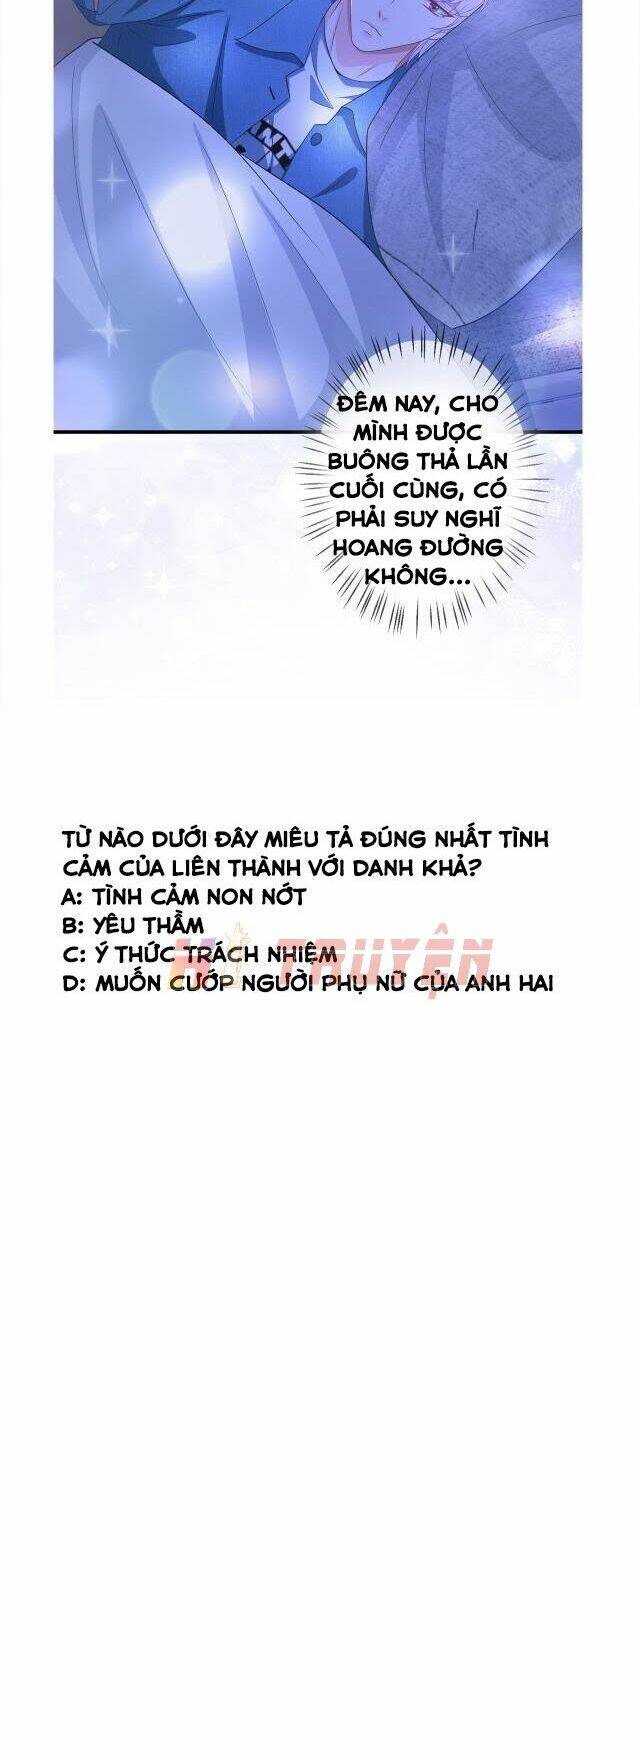 ĐÊM NAY, CHO
MÌNH ĐƯỢC
BUÔNG THẢ LẦN
CUỐI CÙNG, CÓ
PHẢI SUY NGHĨ
HOANG ĐƯỜNG
KHÔNG...
TỪ NÀO DƯỚI ĐÂY MIÊU TẢ ĐÚNG NHẤT TÌNH
CẢM CỦA LIÊN THÀNH VỚI DANH KHẢ?
A: TÌNH CẢM NON NỚT
B: YÊU THẦM
C: Ý THỨC TRÁCH NHIỆM
D: MUỐN CƯỚP NGƯỜI PHỤ NỮ CỦA ANH HAI
HI TRUYỆN